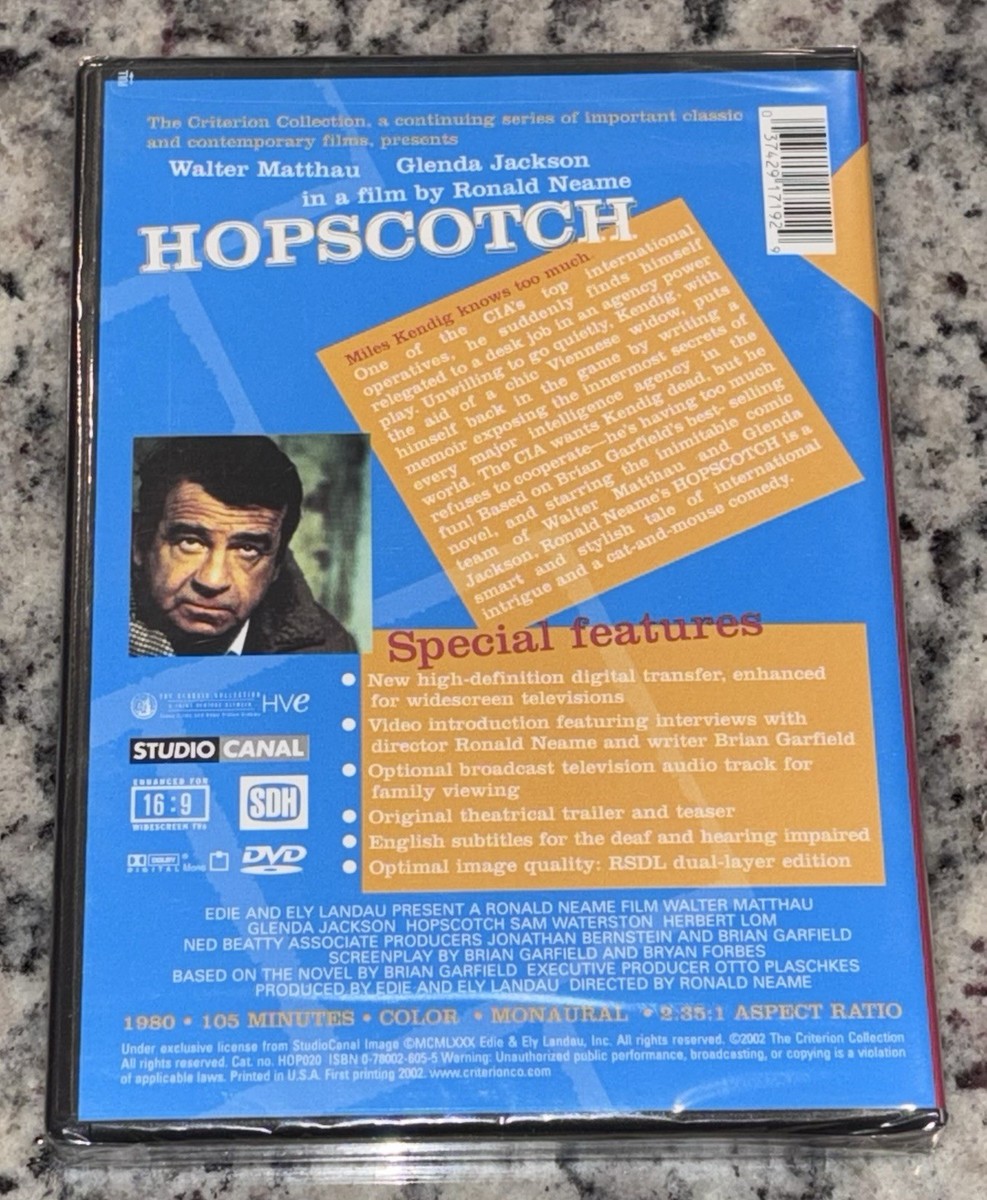 The Criterion Collection, a continuing series of important classic
and contemporary films, presents
Walter Matthau Glenda Jackson
in a film by Ronald Neame
HOPSCOTCH
0 37429 17192 9
Miles Kendig knows too much.
One of the CIA's top international
operatives, he suddenly finds himself
relegated to a desk job in an agency power
play. Unwilling to go quietly, Kendig, with
the aid of a chic Viennese widow, puts
himself back in the game by writing a
memoir exposing the innermost secrets of
every major intelligence agency in the
world. The CIA wants Kendig dead, but he
refuses to cooperate—he's having too much
fun! Based on Brian Garfield's best- selling
novel, and starring the inimitable comic
team of Walter Matthau and Glenda
Jackson, Ronald Neame's HOPSCOTCH is a
smart and stylish tale of international
intrigue and a cat-and-mouse comedy.
Special features
New high-definition digital transfer, enhanced
for widescreen televisions
Video introduction featuring interviews with
director Ronald Neame and writer Brian Garfield
Optional broadcast television audio track for
family viewing
Original theatrical trailer and teaser
English subtitles for the deaf and hearing impaired
Optimal image quality: RSDL dual-layer edition
HVe
STUDIO CANAL
ENHANCED FOR
16:9
WIDESCREEN TVs
SDH
DOLBY
DIGITAL Mono
DVD
EDIE AND ELY LANDAU PRESENT A RONALD NEAME FILM WALTER MATTHAU
GLENDA JACKSON HOPSCOTCH SAM WATERSTON HERBERT LOM
NED BEATTY ASSOCIATE PRODUCERS JONATHAN BERNSTEIN AND BRIAN GARFIELD
SCREENPLAY BY BRIAN GARFIELD AND BRYAN FORBES
BASED ON THE NOVEL BY BRIAN GARFIELD EXECUTIVE PRODUCER OTTO PLASCHKES
PRODUCED BY EDIE AND ELY LANDAU DIRECTED BY RONALD NEAME
1980 • 105 MINUTES • COLOR • MONAURAL • 2.35:1 ASPECT RATIO
Under exclusive license from StudioCanal Image ©MCMLXXX Edie & Ely Landau, Inc. All rights reserved. ©2002 The Criterion Collection
All rights reserved. Cat. no. HOP020 ISBN 0-78002-605-5 Warning: Unauthorized public performance, broadcasting, or copying is a violation
of applicable laws. Printed in U.S.A. First printing 2002. www.criterionco.com